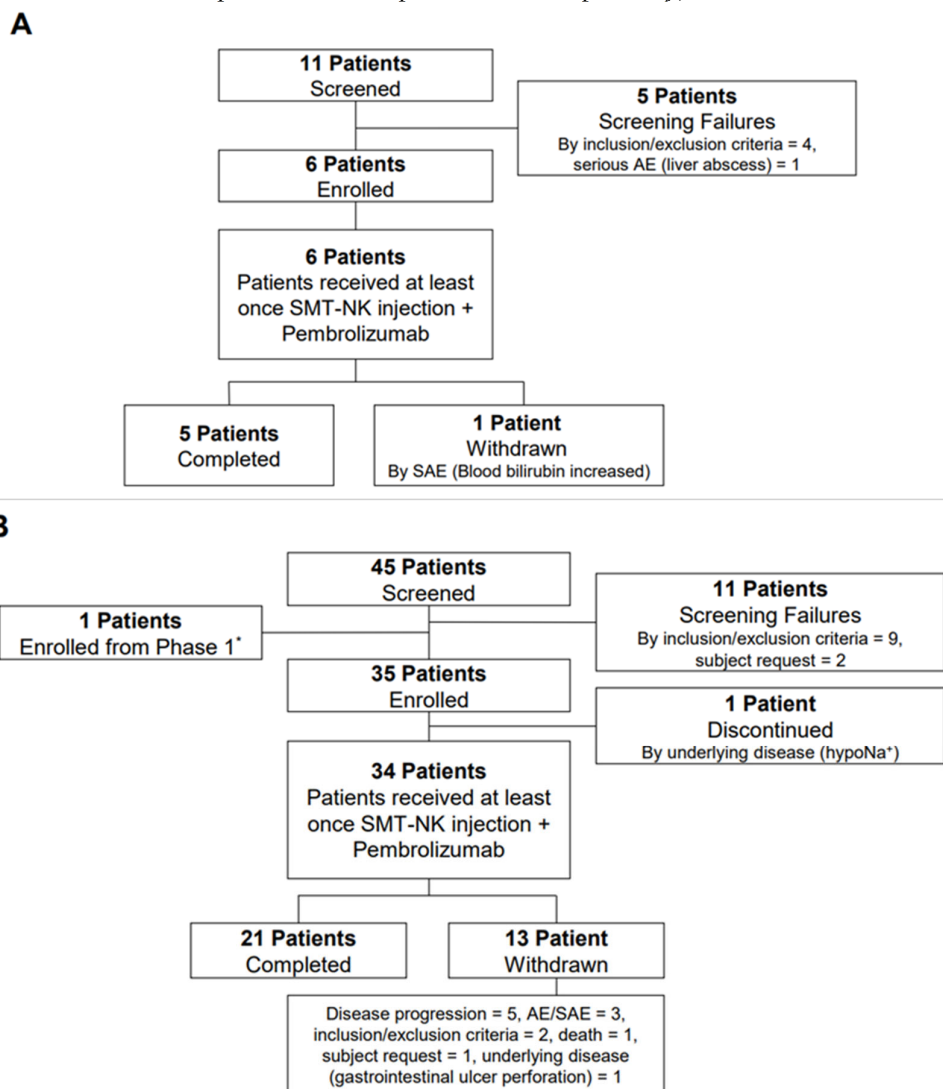 A
11 Patients
Screened
5 Patients
Screening Failures
By inclusion/exclusion criteria = 4,
serious AE (liver abscess) = 1
6 Patients
Enrolled
6 Patients
Patients received at least
once SMT-NK injection +
Pembrolizumab
5 Patients
Completed
1 Patient
Withdrawn
By SAE (Blood bilirubin increased)
B
45 Patients
Screened
11 Patients
Screening Failures
By inclusion/exclusion criteria = 9,
subject request = 2
1 Patients
Enrolled from Phase 1*
35 Patients
Enrolled
1 Patient
Discontinued
By underlying disease (hypoNa⁺)
34 Patients
Patients received at least
once SMT-NK injection +
Pembrolizumab
21 Patients
Completed
13 Patient
Withdrawn
Disease progression = 5, AE/SAE = 3,
inclusion/exclusion criteria = 2, death = 1,
subject request = 1, underlying disease
(gastrointestinal ulcer perforation) = 1